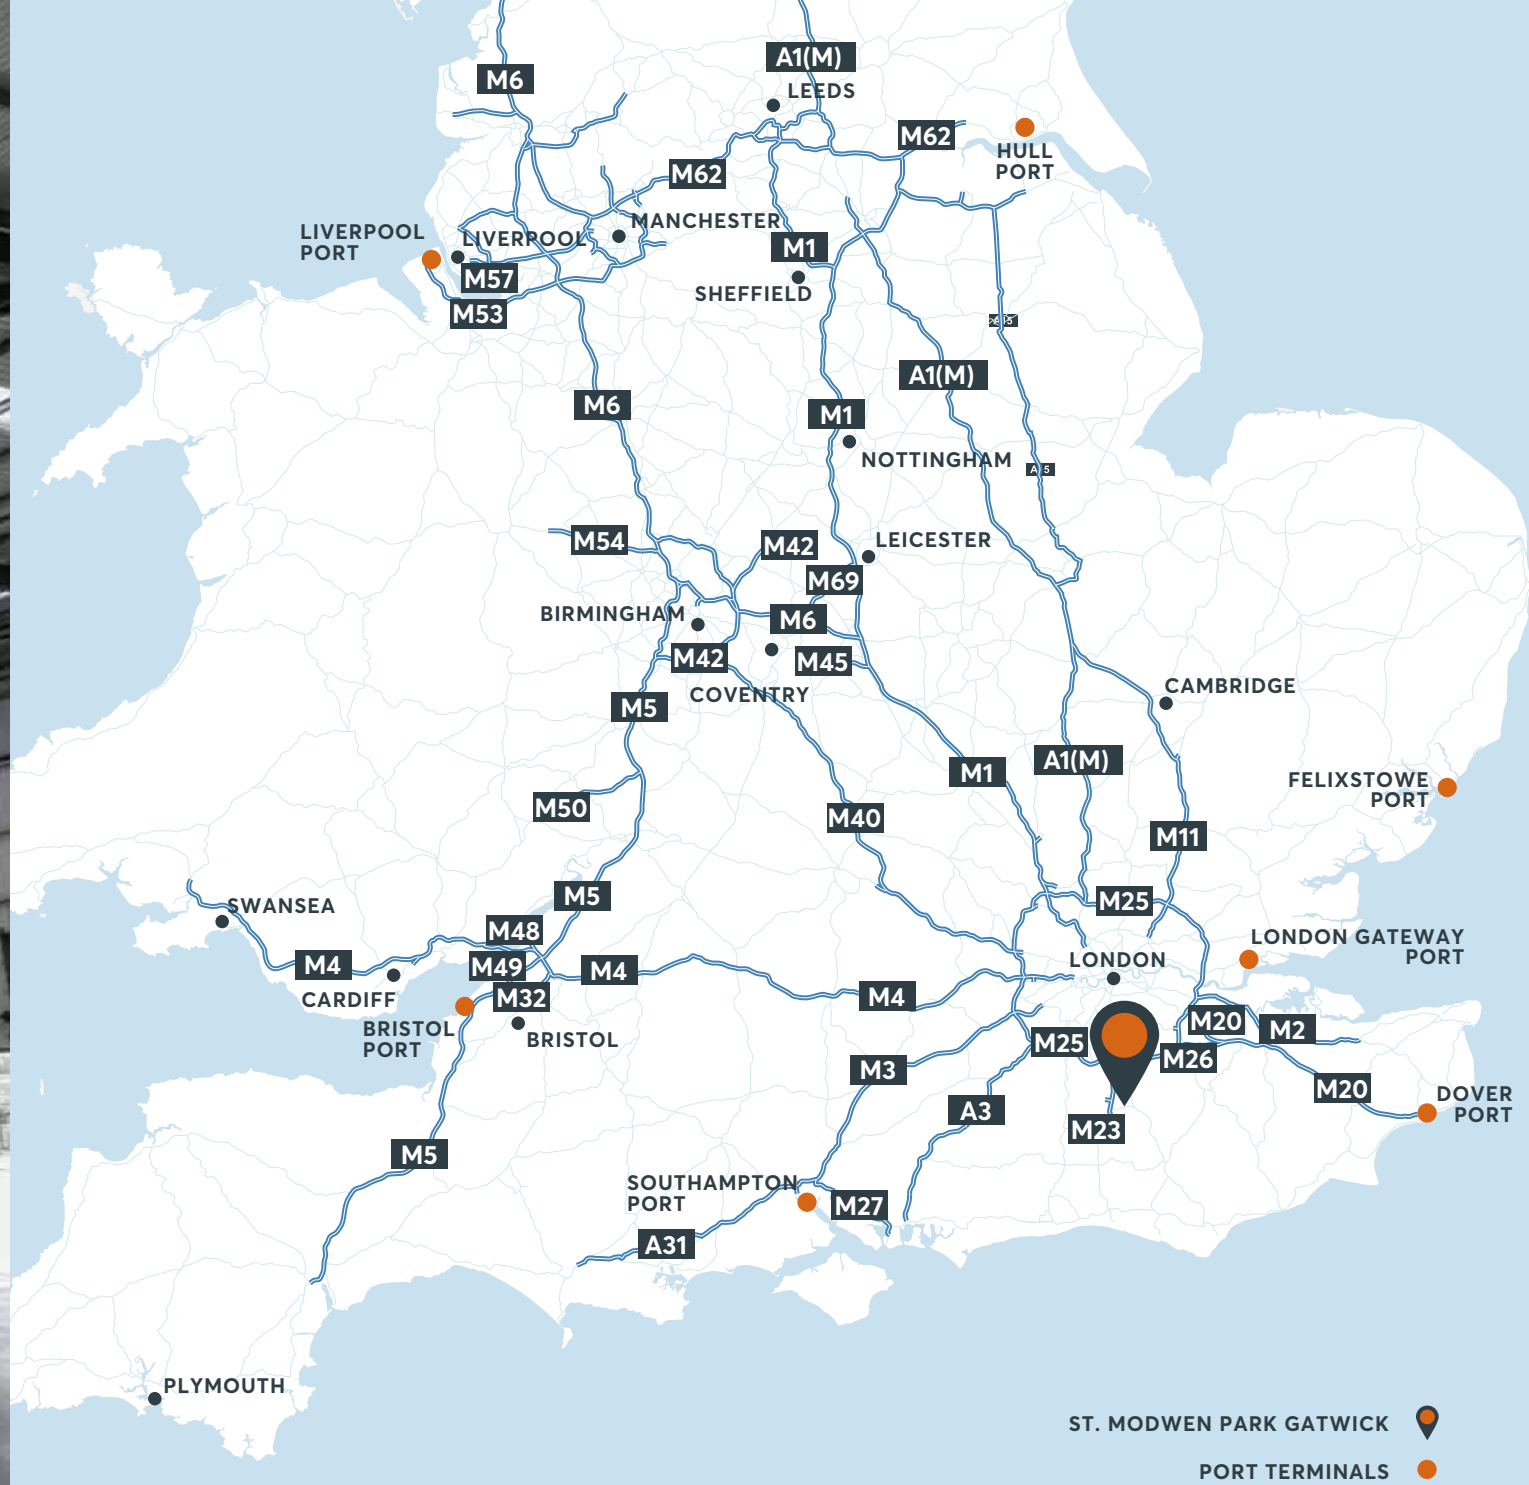 A1(M)
M6
LEEDS
M62
HULL
PORT
M62
MANCHESTER
LIVERPOOL
PORT
LIVERPOOL
M1
M57
SHEFFIELD
M53
A1(M)
M6
M1
NOTTINGHAM
M54
M42
LEICESTER
M69
BIRMINGHAM
M6
M42
M45
COVENTRY
CAMBRIDGE
M5
A1(M)
M1
FELIXSTOWE
PORT
M50
M40
M11
M5
M25
SWANSEA
M48
LONDON GATEWAY
PORT
M4
M49
M4
LONDON
CARDIFF
M32
M4
BRISTOL
PORT
BRISTOL
M20
M2
M25
M26
M3
M20
DOVER
PORT
A3
M23
M5
SOUTHAMPTON
PORT
M27
A31
PLYMOUTH
ST. MODWEN PARK GATWICK
PORT TERMINALS